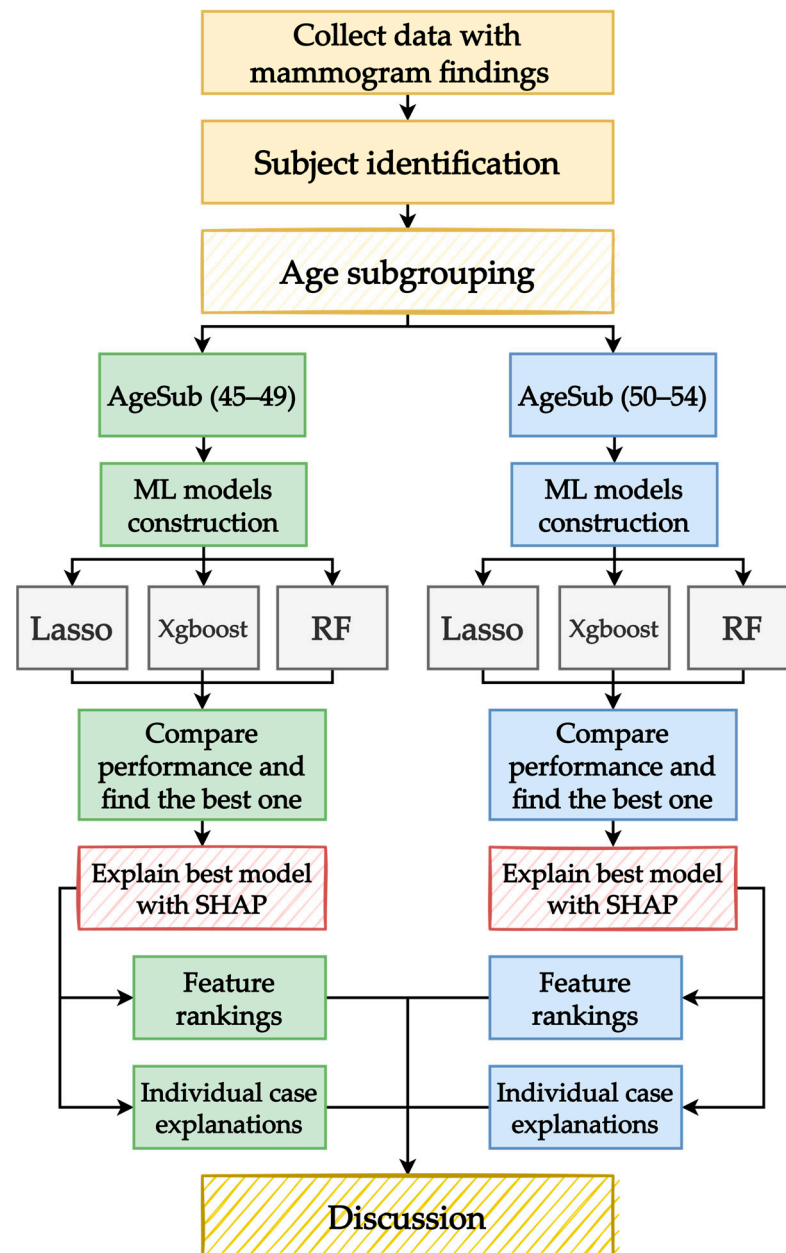 Collect data with
mammogram findings
Subject identification
Age subgrouping
AgeSub (45–49)
AgeSub (50–54)
ML models
construction
ML models
construction
Lasso
Xgboost
RF
Lasso
Xgboost
RF
Compare
performance and
find the best one
Compare
performance and
find the best one
Explain best model
with SHAP
Explain best model
with SHAP
Feature
rankings
Feature
rankings
Individual case
explanations
Individual case
explanations
Discussion